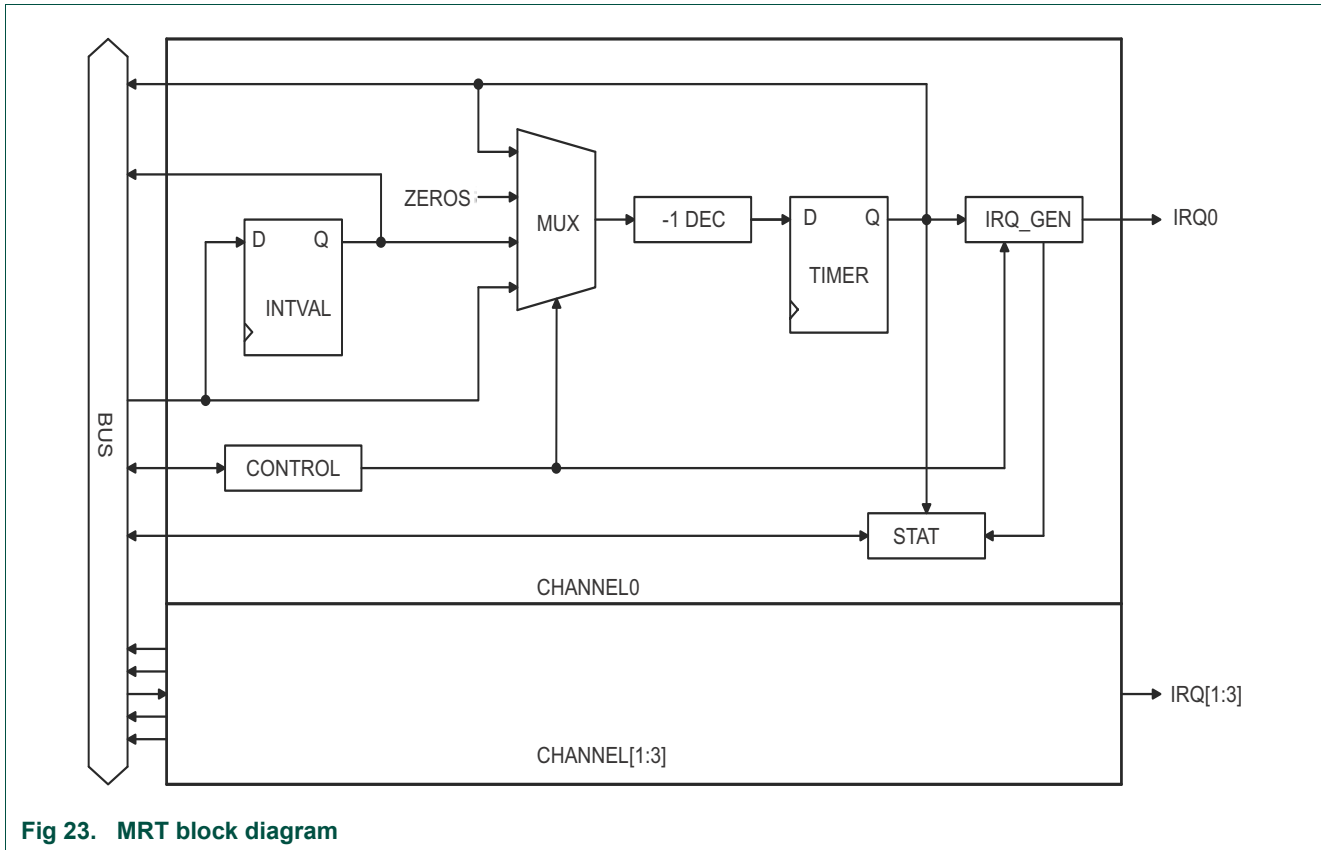 ZEROS
MUX
-1 DEC
D Q
TIMER
IRQ_GEN
IRQ0
D Q
INTVAL
BUS
CONTROL
STAT
CHANNEL0
IRQ[1:3]
CHANNEL[1:3]
Fig 23. MRT block diagram